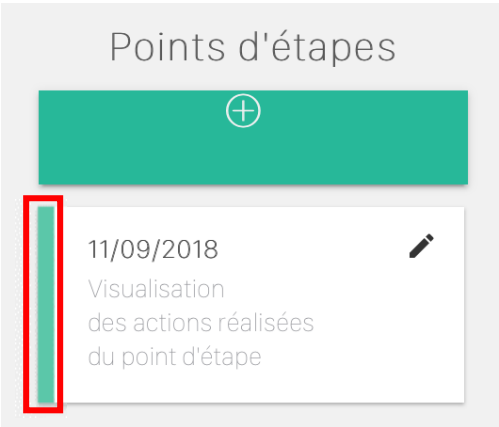 Points d'étapes
11/09/2018
Visualisation
des actions réalisées
du point d'étape